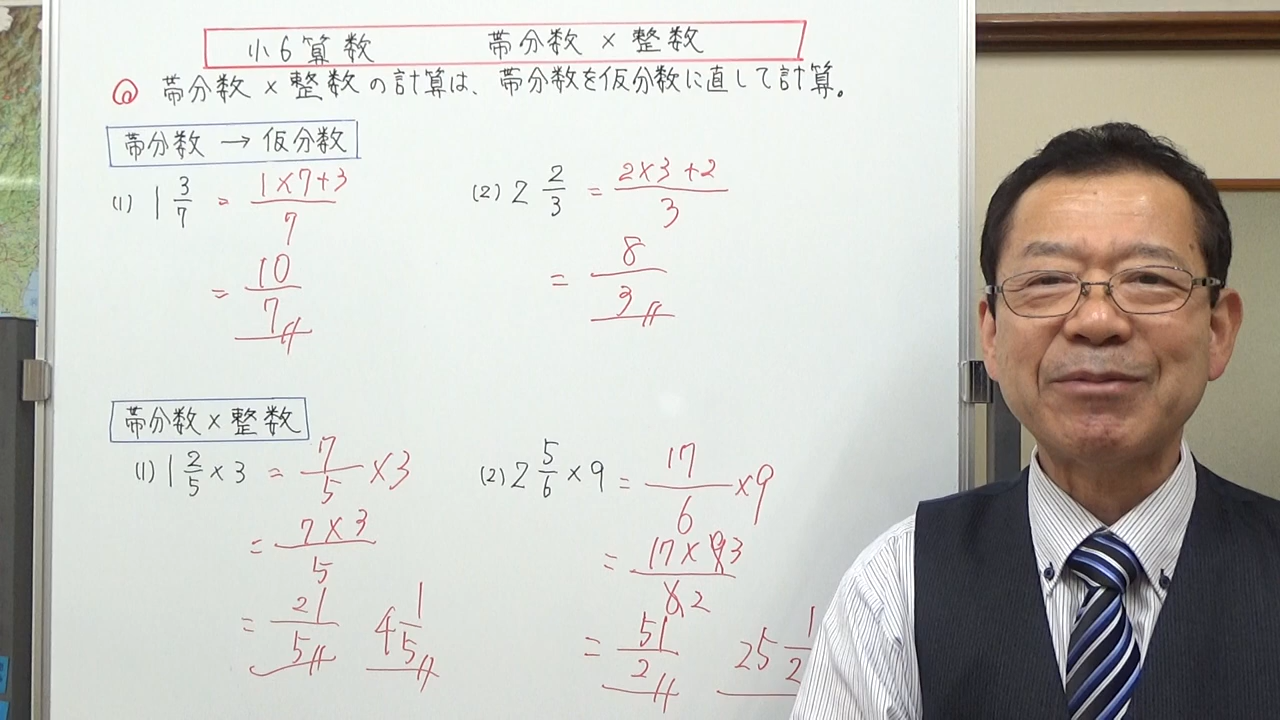 小6算数 帯分数×整数
◎ 帯分数×整数の計算は、帯分数を仮分数に直して計算。
帯分数→仮分数
(1) 1 3/7 = 1×7+3/7
= 10/7
(2) 2 2/3 = 2×3+2/3
= 8/3
帯分数×整数
(1) 1 2/5 ×3 = 7/5 ×3
= 7×3/5
= 21/5 4 1/5
(2) 2 5/6 ×9 = 17/6 ×9
= 17×9 3/6 2
= 51/2 25 1/2